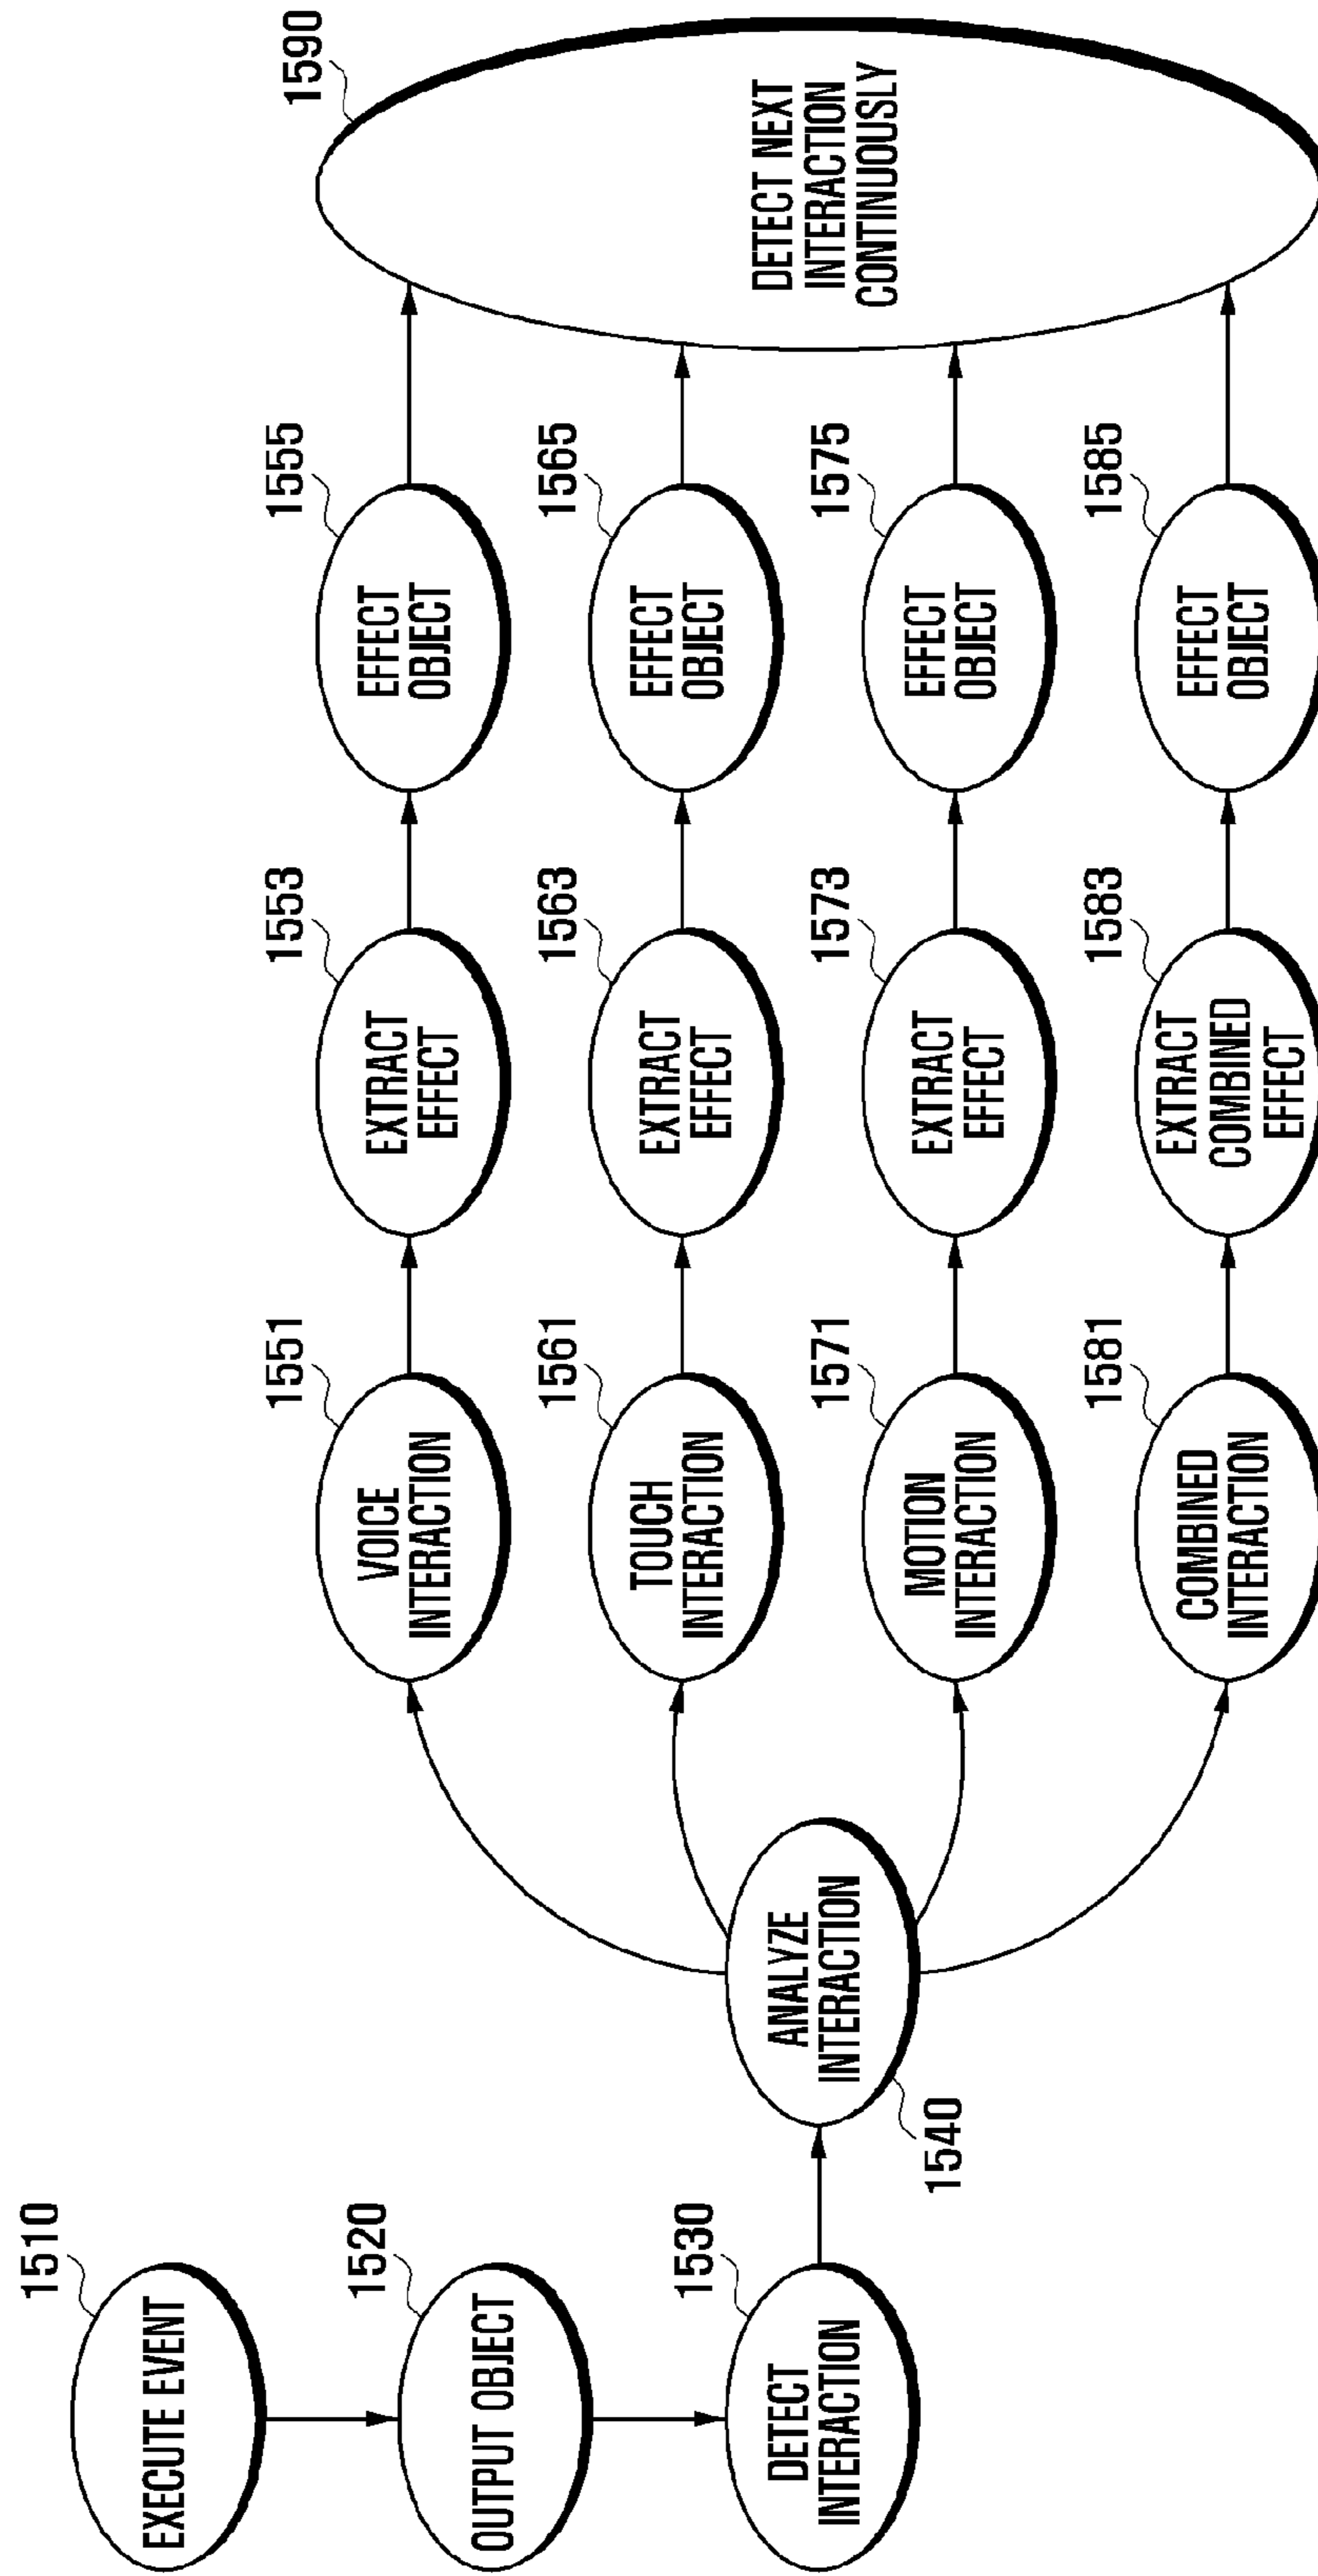 1510
EXECUTE EVENT
1520
OUTPUT OBJECT
1530
DETECT
INTERACTION
ANALYZE
INTERACTION
1540
1551
VOICE
INTERACTION
1553
EXTRACT
EFFECT
1555
EFFECT
OBJECT
1561
TOUCH
INTERACTION
1563
EXTRACT
EFFECT
1565
EFFECT
OBJECT
1571
MOTION
INTERACTION
1573
EXTRACT
EFFECT
1575
EFFECT
OBJECT
1581
COMBINED
INTERACTION
1583
EXTRACT
COMBINED
EFFECT
1585
EFFECT
OBJECT
1590
DETECT NEXT
INTERACTION
CONTINUOUSLY